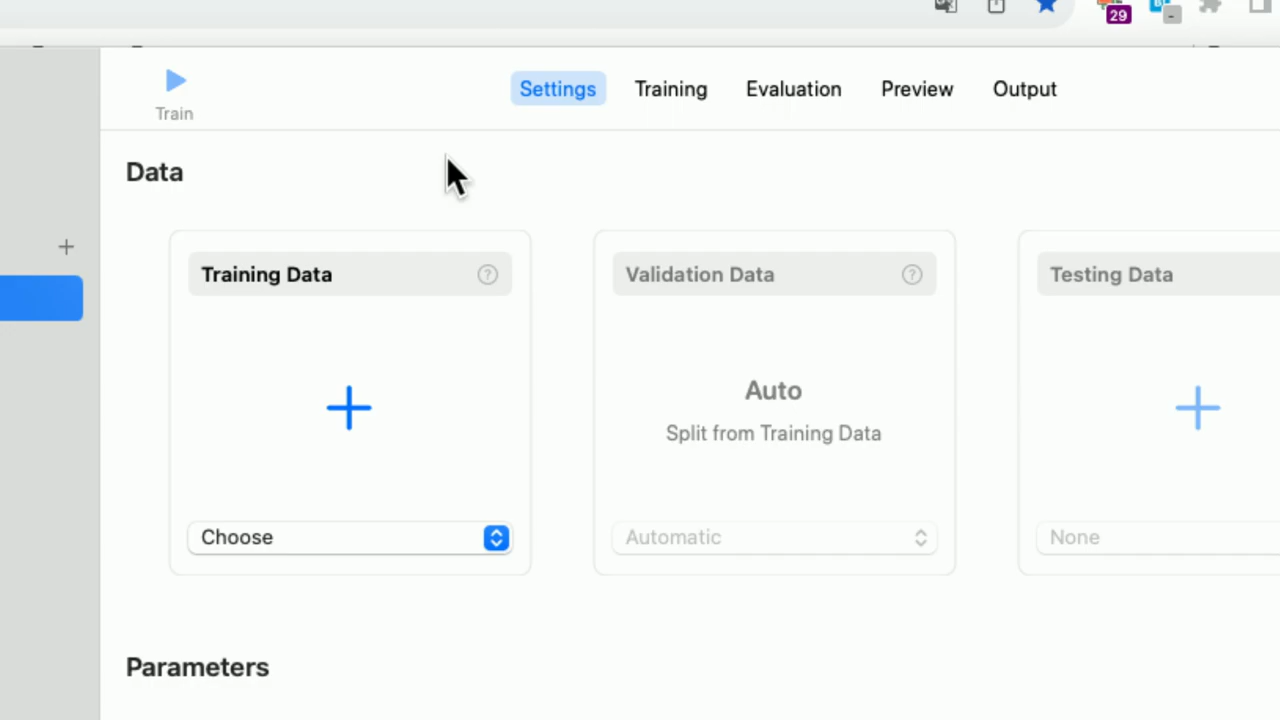 29
Train
Settings Training Evaluation Preview Output
Data
Training Data
Validation Data
Testing Data
Auto
Split from Training Data
Choose
Automatic
None
Parameters